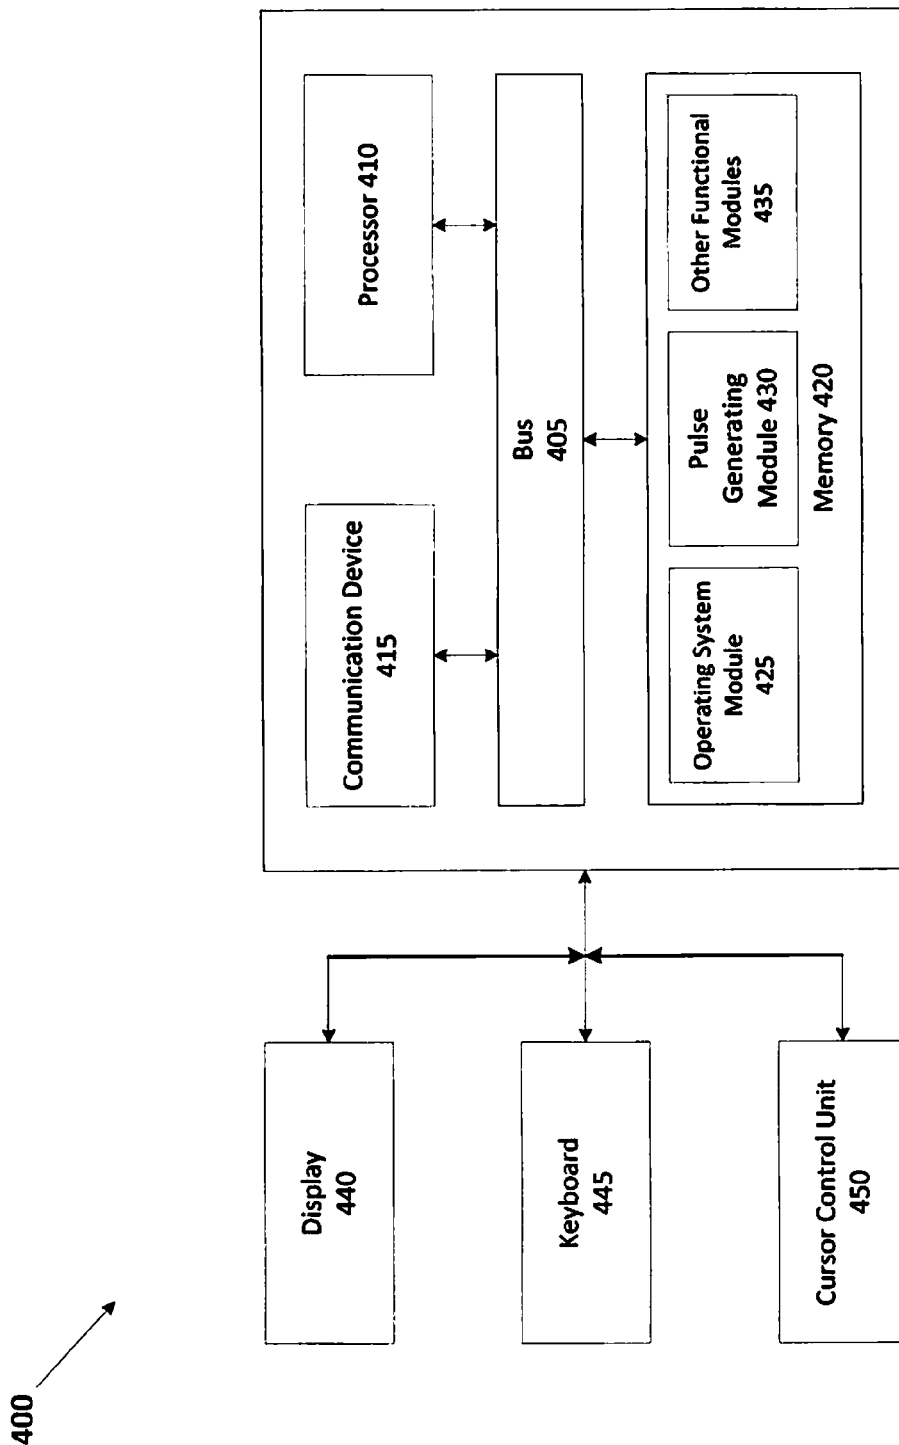 400
Display
440
Keyboard
445
Cursor Control Unit
450
Communication Device
415
Processor 410
Bus
405
Operating System
Module
425
Pulse
Generating
Module 430
Other Functional
Modules
435
Memory 420